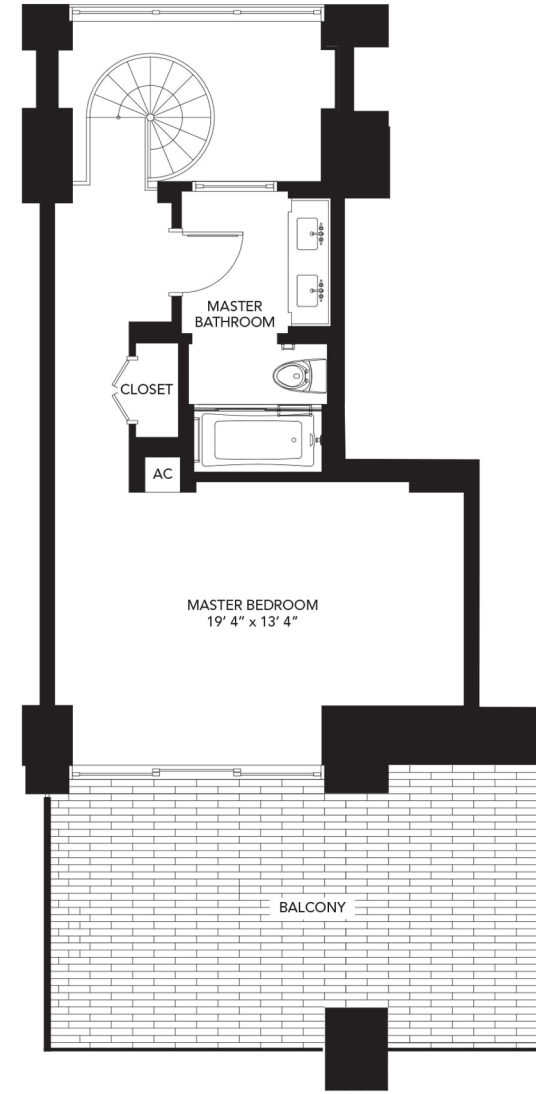 MASTER
BATHROOM
CLOSET
AC
MASTER BEDROOM
19' 4" x 13' 4"
BALCONY